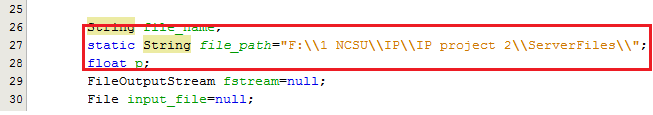 25
26 String file_name;
27 static String file_path="F:\\1 NCSU\\IP\\IP project 2\\ServerFiles\\";
28 float p;
29 FileOutputStream fstream=null;
30 File input_file=null;